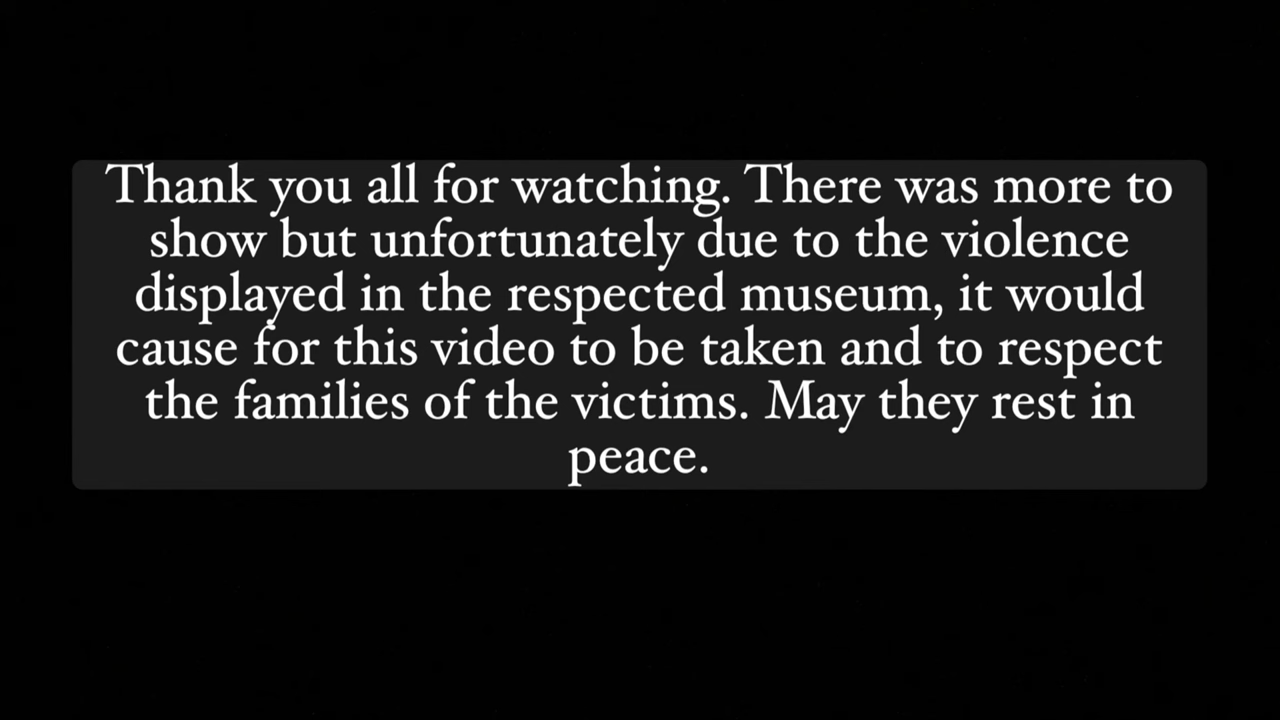 Thank you all for watching. There was more to
show but unfortunately due to the violence
displayed in the respected museum, it would
cause for this video to be taken and to respect
the families of the victims. May they rest in
peace.